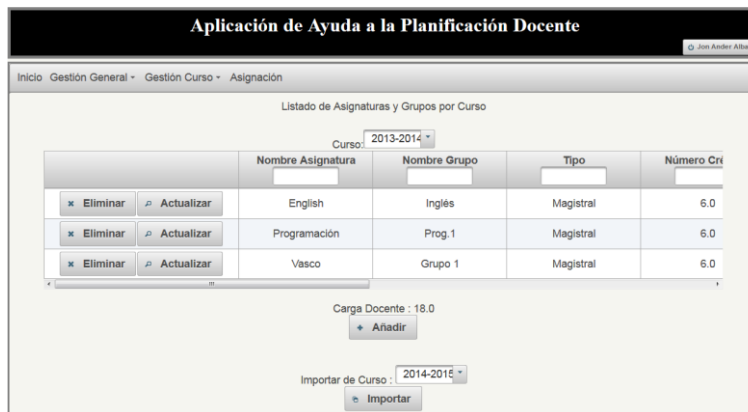 Aplicación de Ayuda a la Planificación Docente
Jon Ander Alba
Inicio Gestión General Gestión Curso Asignación
Listado de Asignaturas y Grupos por Curso
Curso: 2013-2014
Nombre Asignatura Nombre Grupo Tipo Número Cré
Eliminar Actualizar English Inglés Magistral 6.0
Eliminar Actualizar Programación Prog.1 Magistral 6.0
Eliminar Actualizar Vasco Grupo 1 Magistral 6.0
Carga Docente : 18.0
Añadir
Importar de Curso : 2014-2015
Importar